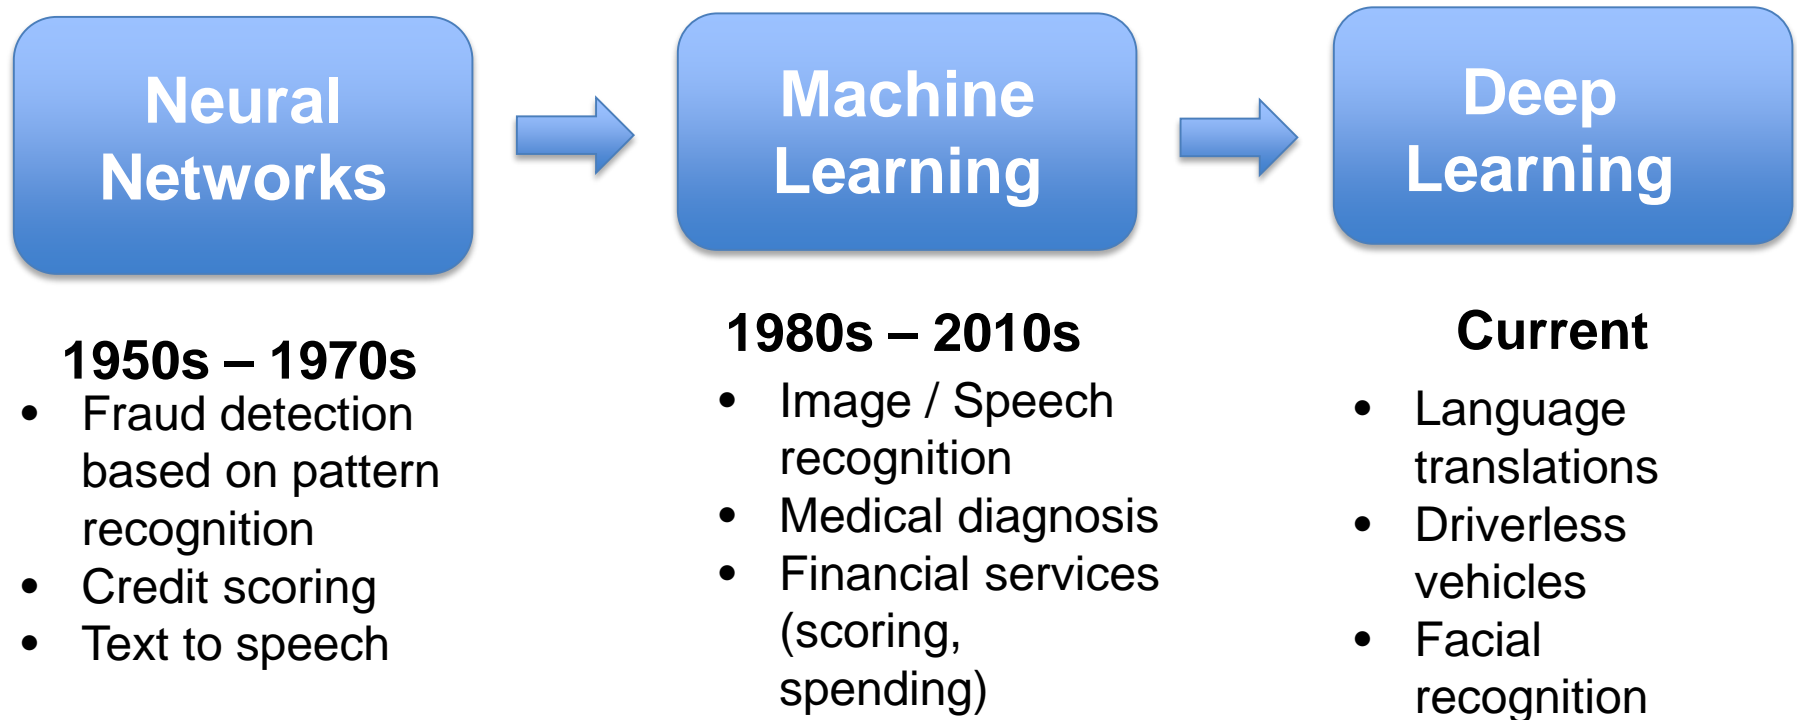 Neural
Networks
1950s – 1970s
• Fraud detection
based on pattern
recognition
• Credit scoring
• Text to speech
Machine
Learning
1980s – 2010s
• Image / Speech
recognition
• Medical diagnosis
• Financial services
(scoring,
spending)
Deep
Learning
Current
• Language
translations
• Driverless
vehicles
• Facial
recognition